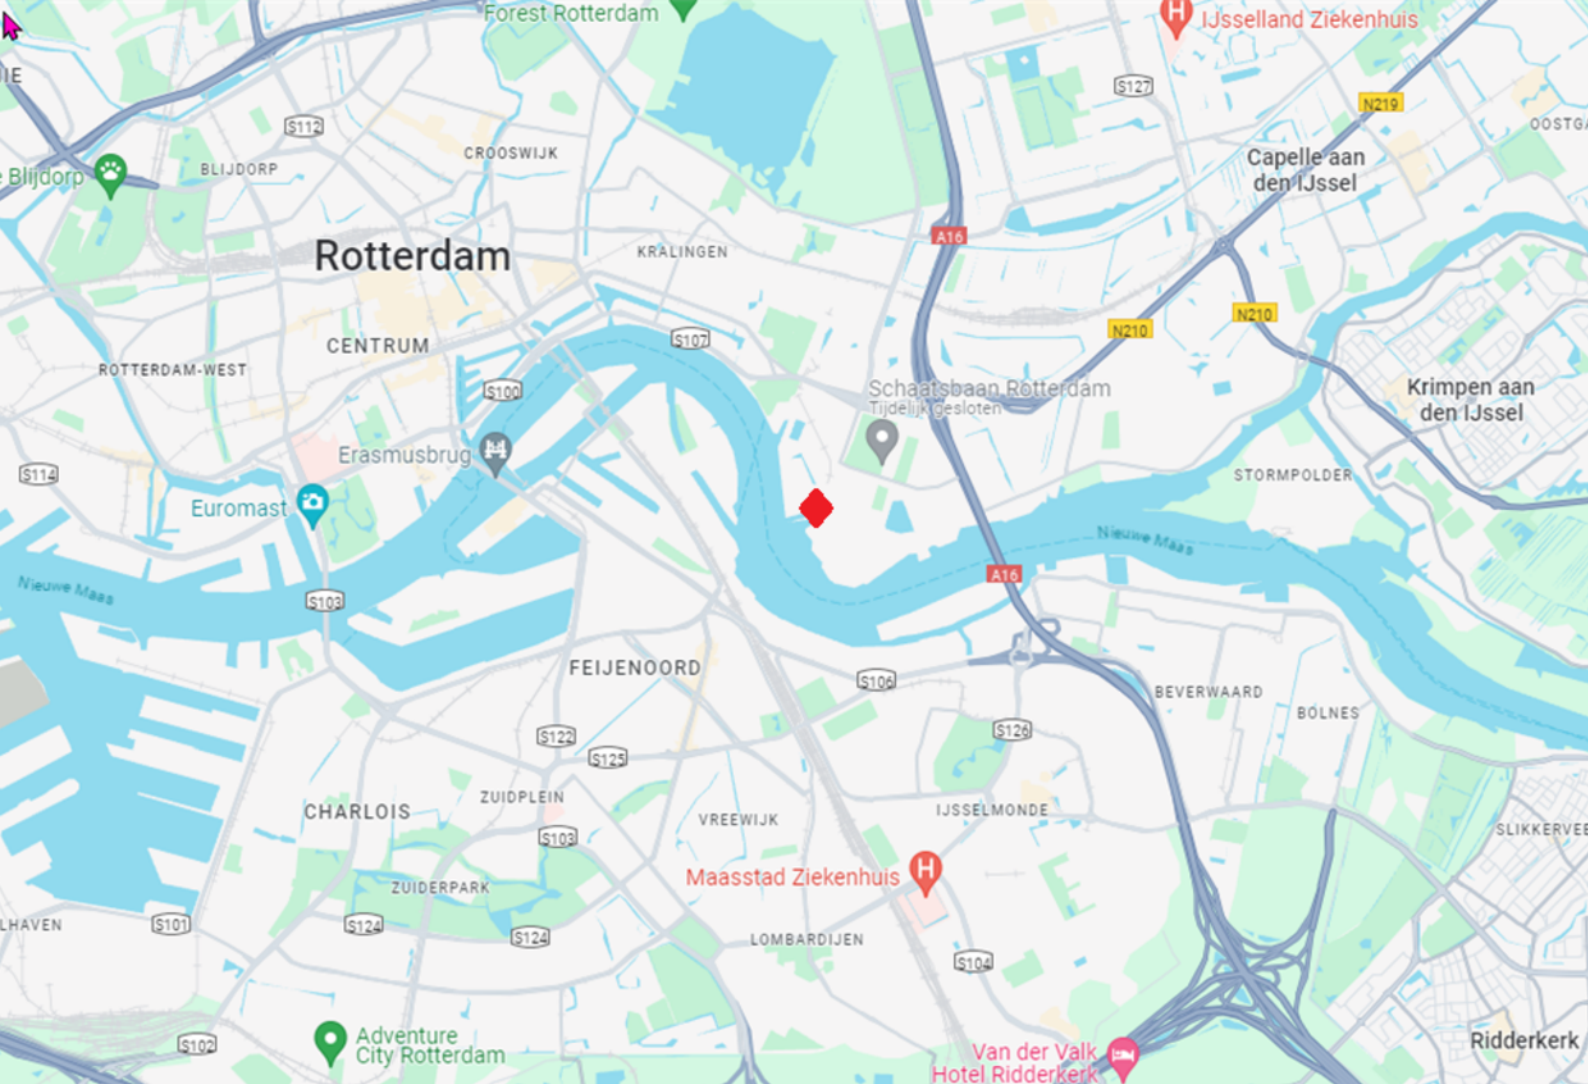 Forest Rotterdam
IJsselland Ziekenhuis
S127
N219
S112
CROOSWIJK
BLIJDORP
Blijdorp
OOSTGA
Capelle aan
den IJssel
Rotterdam
KRALINGEN
A16
N210
N210
S107
CENTRUM
ROTTERDAM-WEST
S100
Schaatsbaan Rotterdam
Tijdelijk gesloten
Krimpen aan
den IJssel
Erasmusbrug
S114
STORMPOLDER
Euromast
Nieuwe Maas
Nieuwe Maas
A16
S103
FEIJENOORD
S106
BEVERWAARD
BOLNES
S122
S126
S125
ZUIDPLEIN
CHARLOIS
IJSSELMONDE
VREEWIJK
SLIKKERVEE
S103
Maasstad Ziekenhuis
ZUIDERPARK
LHAVEN
S101
S124
S124
LOMBARDIJEN
S104
S102
Adventure
City Rotterdam
Ridderkerk
Van der Valk
Hotel Ridderkerk